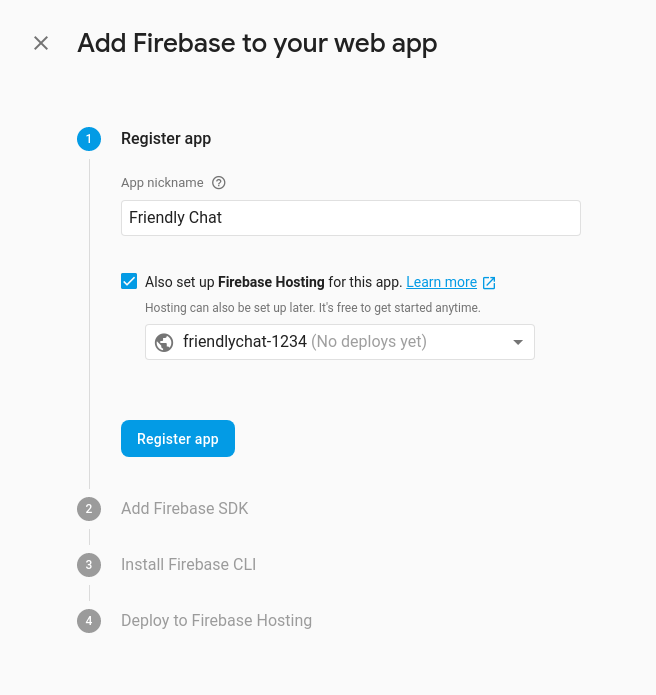 Add Firebase to your web app
1 Register app
App nickname ?
Friendly Chat
Also set up Firebase Hosting for this app. Learn more
Hosting can also be set up later. It's free to get started anytime.
friendlychat-1234 (No deploys yet)
Register app
2 Add Firebase SDK
3 Install Firebase CLI
4 Deploy to Firebase Hosting